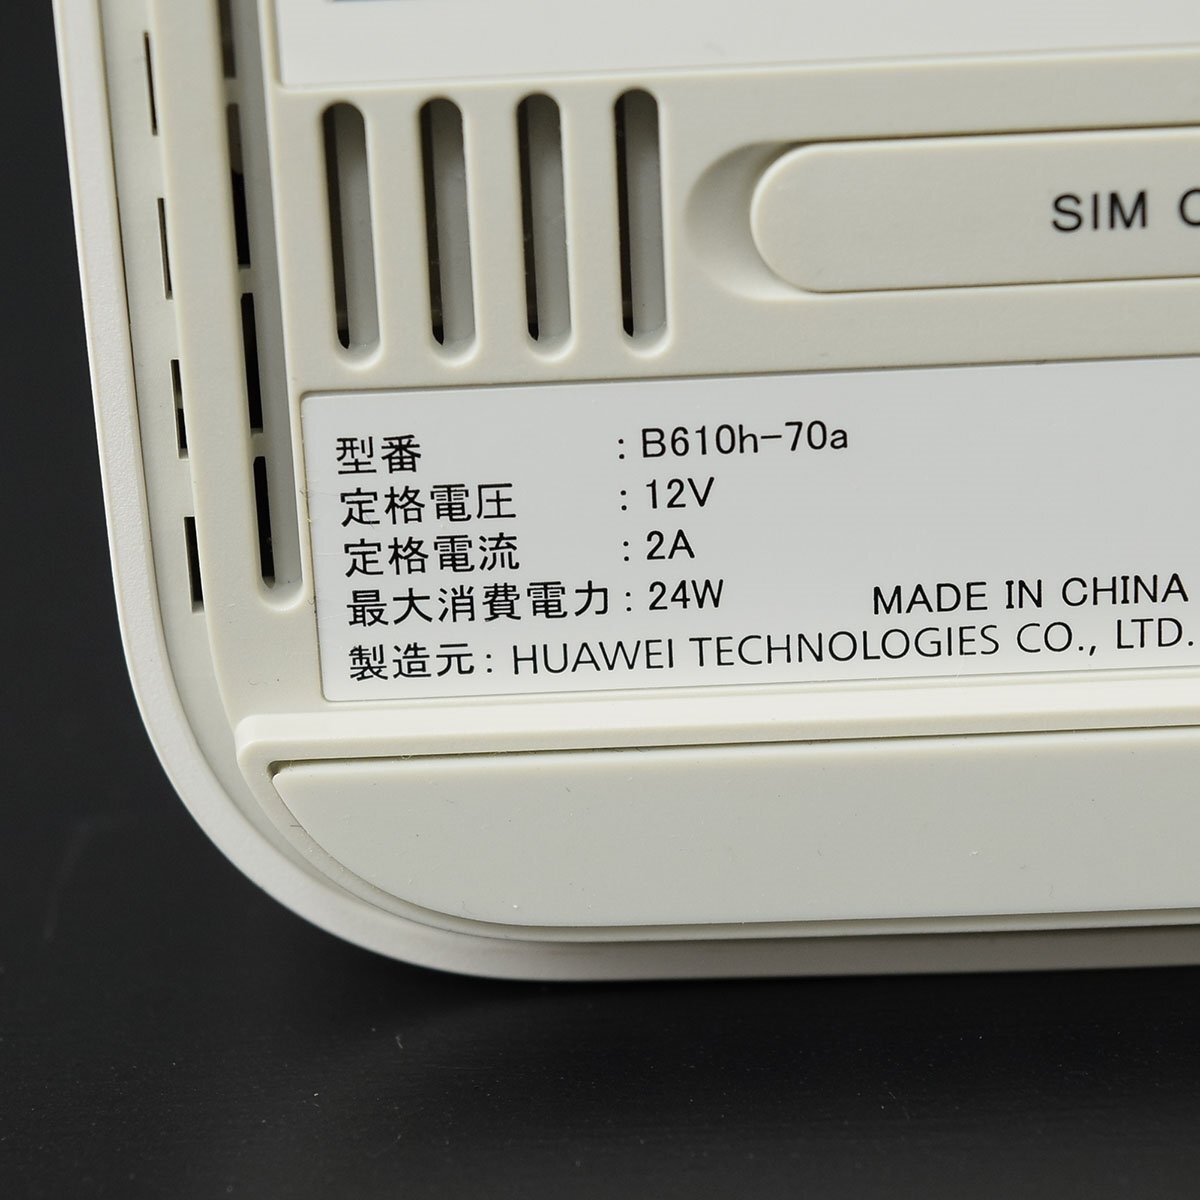 SIM
型番 : B610h-70a
定格電圧 : 12V
定格電流 : 2A
最大消費電力 : 24W
MADE IN CHINA
製造元 : HUAWEI TECHNOLOGIES CO., LTD.